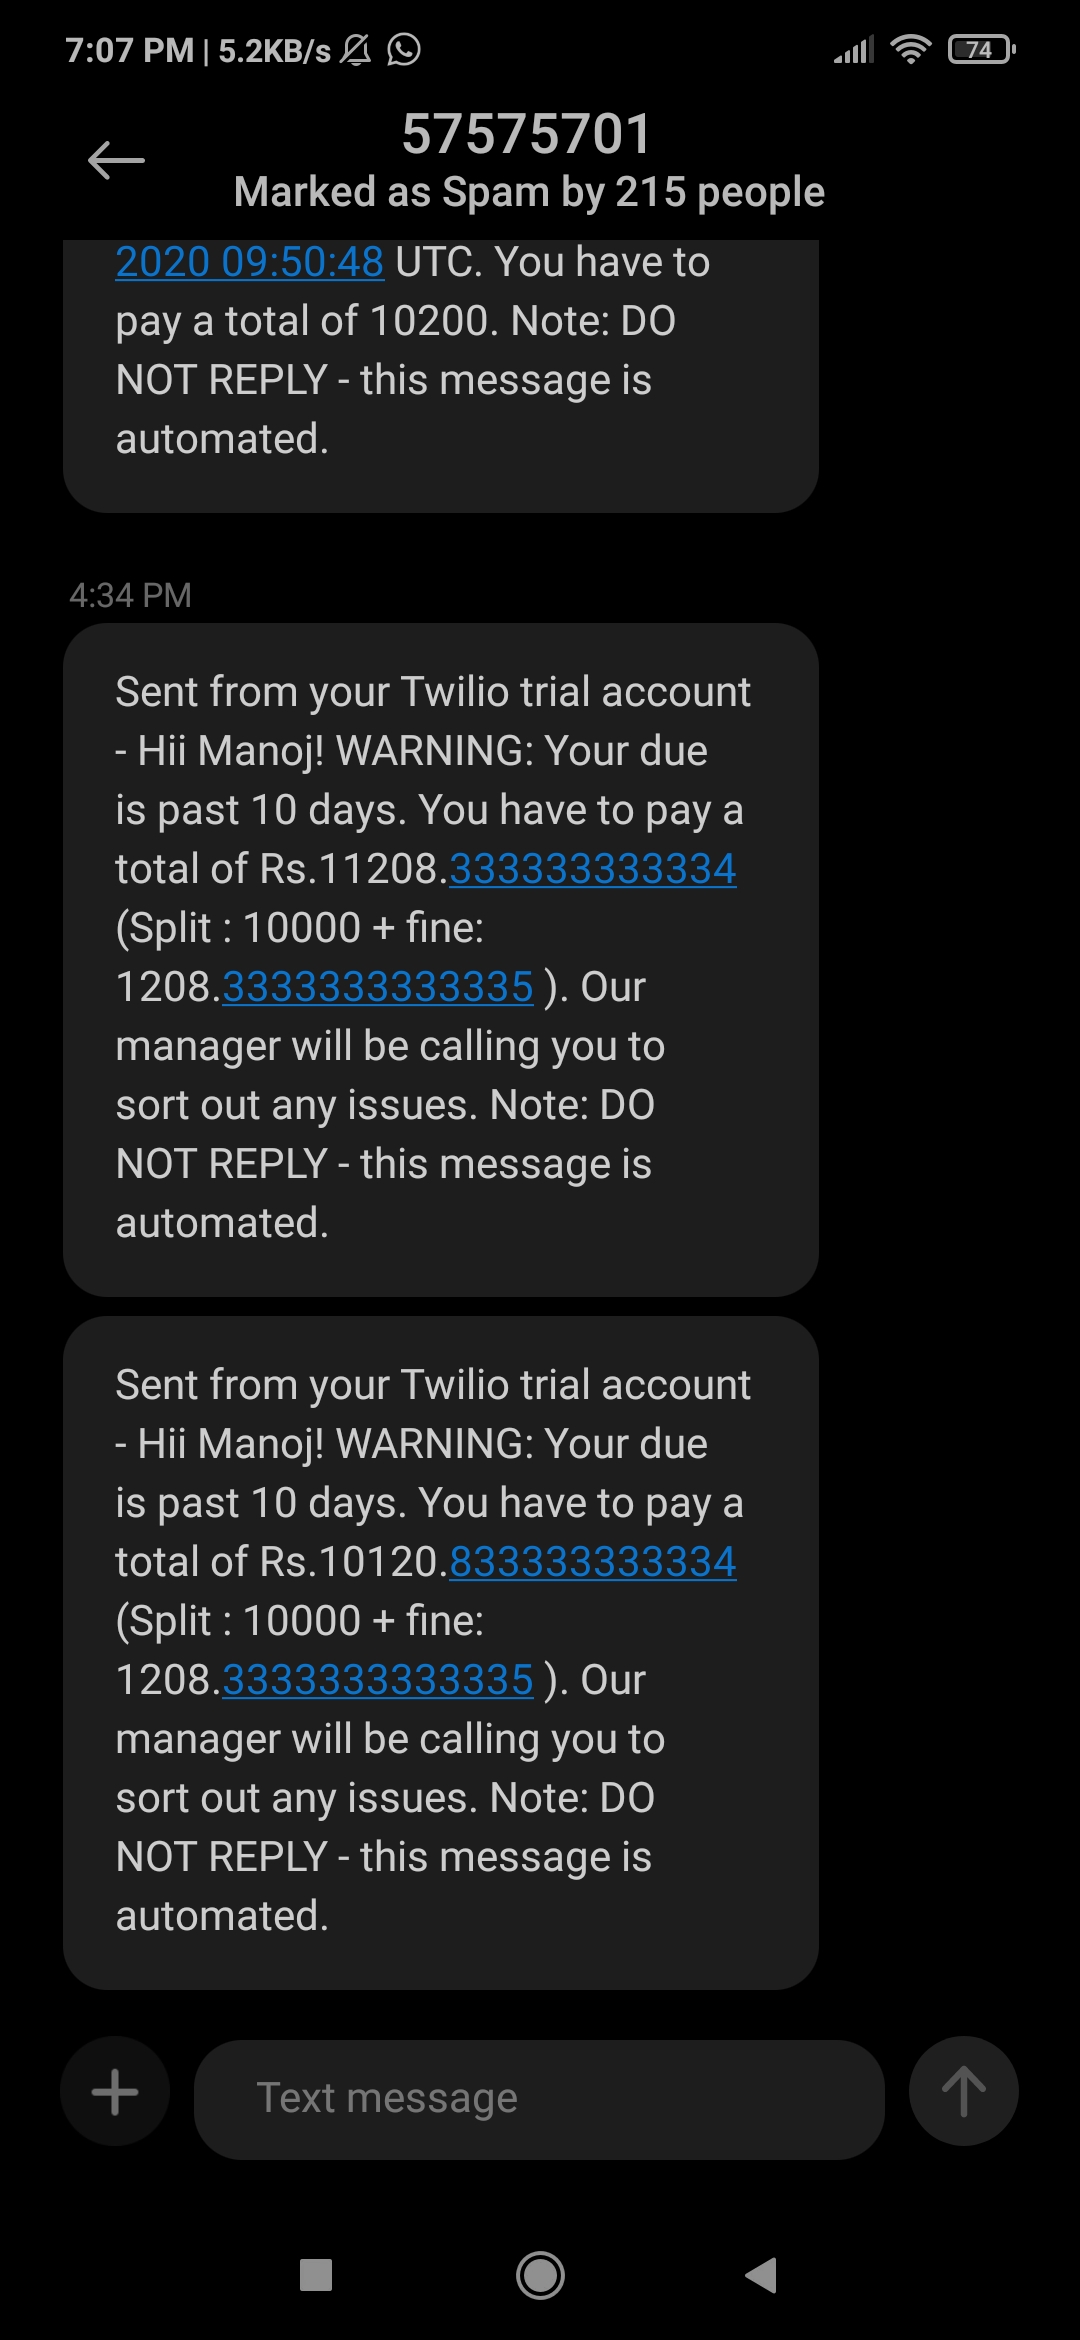 7:07 PM | 5.2KB/s
74
57575701
Marked as Spam by 215 people
2020 09:50:48 UTC. You have to
pay a total of 10200. Note: DO
NOT REPLY - this message is
automated.
4:34 PM
Sent from your Twilio trial account
- Hii Manoj! WARNING: Your due
is past 10 days. You have to pay a
total of Rs.11208.333333333334
(Split : 10000 + fine:
1208.3333333333335 ). Our
manager will be calling you to
sort out any issues. Note: DO
NOT REPLY - this message is
automated.
Sent from your Twilio trial account
- Hii Manoj! WARNING: Your due
is past 10 days. You have to pay a
total of Rs.10120.833333333334
(Split : 10000 + fine:
1208.3333333333335 ). Our
manager will be calling you to
sort out any issues. Note: DO
NOT REPLY - this message is
automated.
Text message